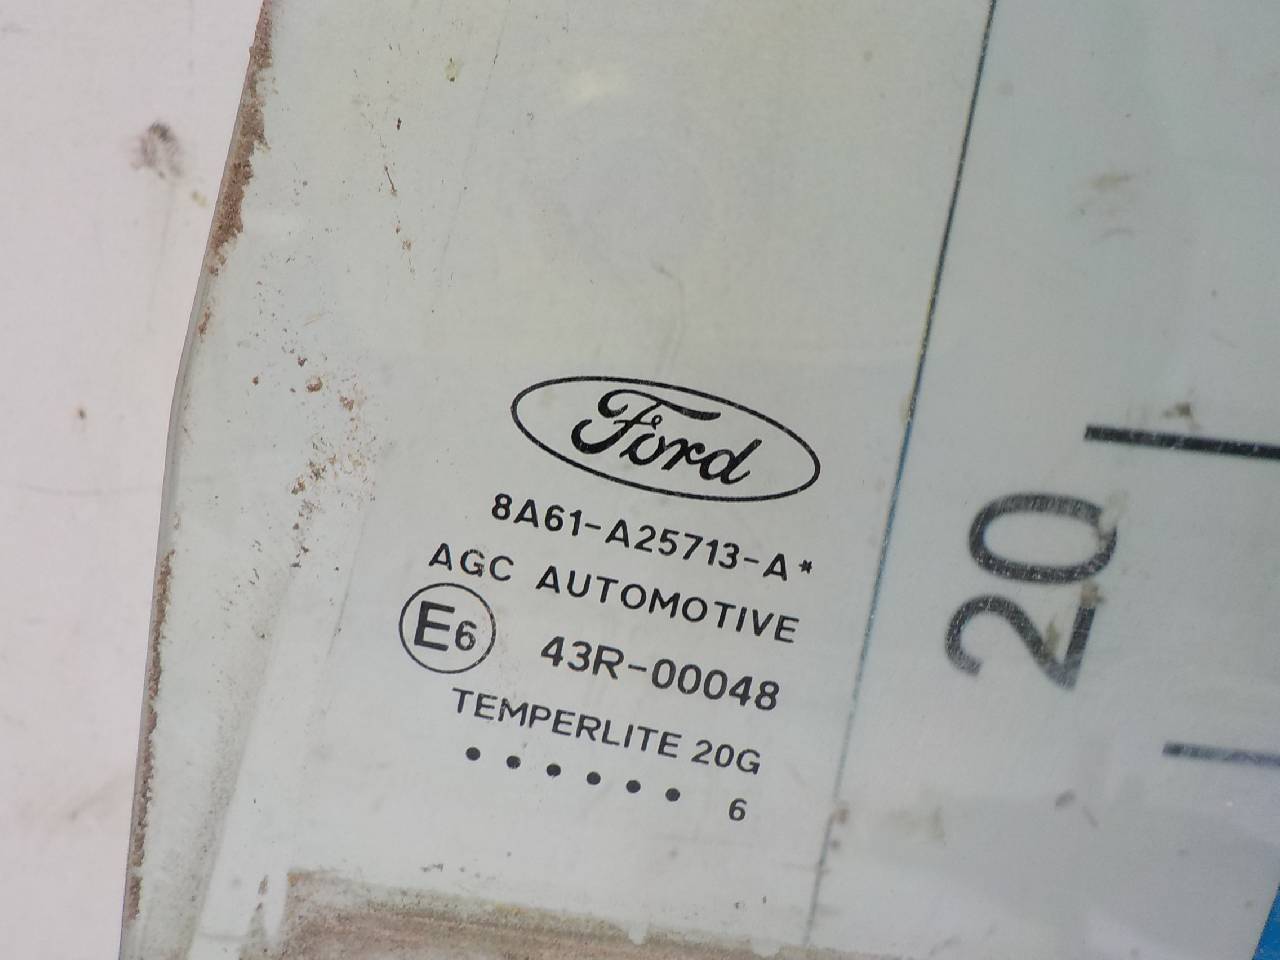 Ford
8A61-A25713-A*
AGC AUTOMOTIVE
E6 43R-00048
TEMPERLITE 20G
...... 6
20